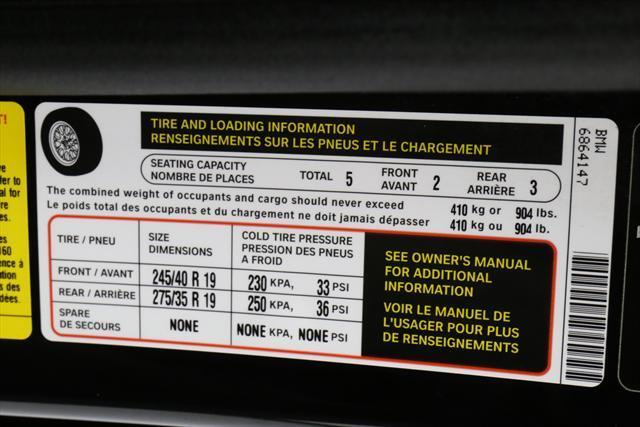 TIRE AND LOADING INFORMATION
RENSEIGNEMENTS SUR LES PNEUS ET LE CHARGEMENT
SEATING CAPACITY
NOMBRE DE PLACES
TOTAL 5
FRONT
AVANT 2
REAR
ARRIÈRE 3
The combined weight of occupants and cargo should never exceed 410 kg or 904 lbs.
Le poids total des occupants et du chargement ne doit jamais dépasser 410 kg ou 904 lb.
TIRE / PNEU
SIZE
DIMENSIONS
COLD TIRE PRESSURE
PRESSION DES PNEUS
A FROID
FRONT / AVANT 245/40 R 19 230 KPA, 33 PSI
REAR / ARRIÈRE 275/35 R 19 250 KPA, 36 PSI
SPARE
DE SECOURS
NONE NONE KPA, NONE PSI
SEE OWNER'S MANUAL
FOR ADDITIONAL
INFORMATION
VOIR LE MANUEL DE
L'USAGER POUR PLUS
DE RENSEIGNEMENTS
BMW
6864147